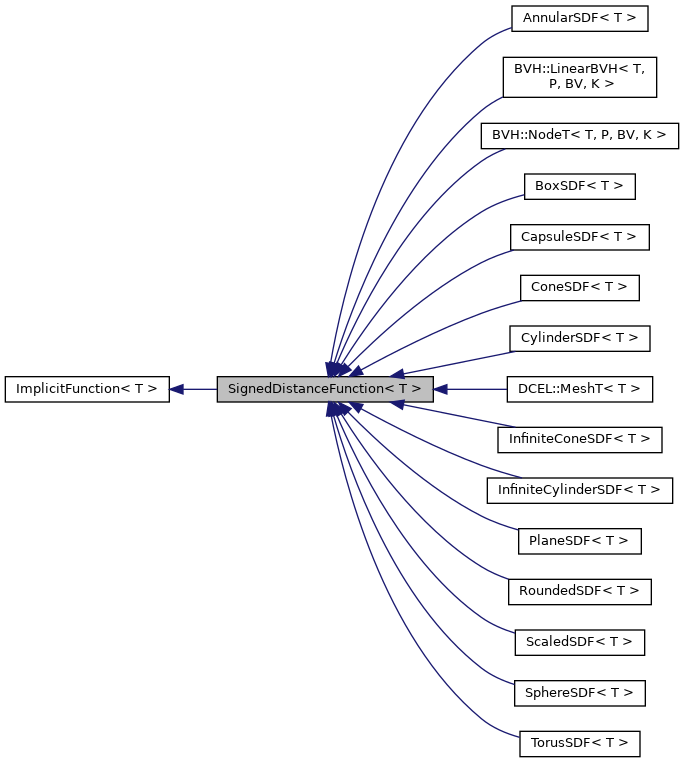 AnnularSDF< T >
BVH::LinearBVH< T,
P, BV, K >
BVH::NodeT< T, P, BV, K >
BoxSDF< T >
CapsuleSDF< T >
ConeSDF< T >
CylinderSDF< T >
ImplicitFunction< T >
SignedDistanceFunction< T >
DCEL::MeshT< T >
InfiniteConeSDF< T >
InfiniteCylinderSDF< T >
PlaneSDF< T >
RoundedSDF< T >
ScaledSDF< T >
SphereSDF< T >
TorusSDF< T >